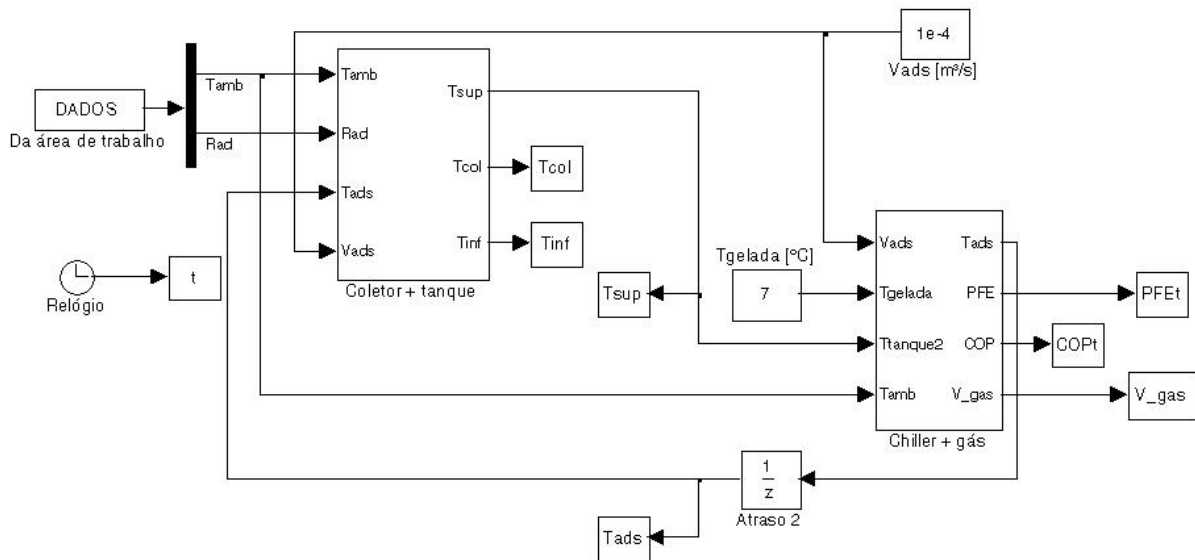 1e-4
Vads [m³/s]
DADOS
Da área de trabalho
Tamb
Rad
Tamb
Rad
Tads
Vads
Tsup
Tcol
Tinf
Coletor + tanque
Tcol
Tinf
Relógio
t
Tsup
Tgelada [ºC]
7
Vads
Tgelada
Ttanque2
Tamb
Tads
PFE
COP
V_gas
Chiller + gás
PFEt
COPt
V_gas
1
z
Atraso 2
Tads